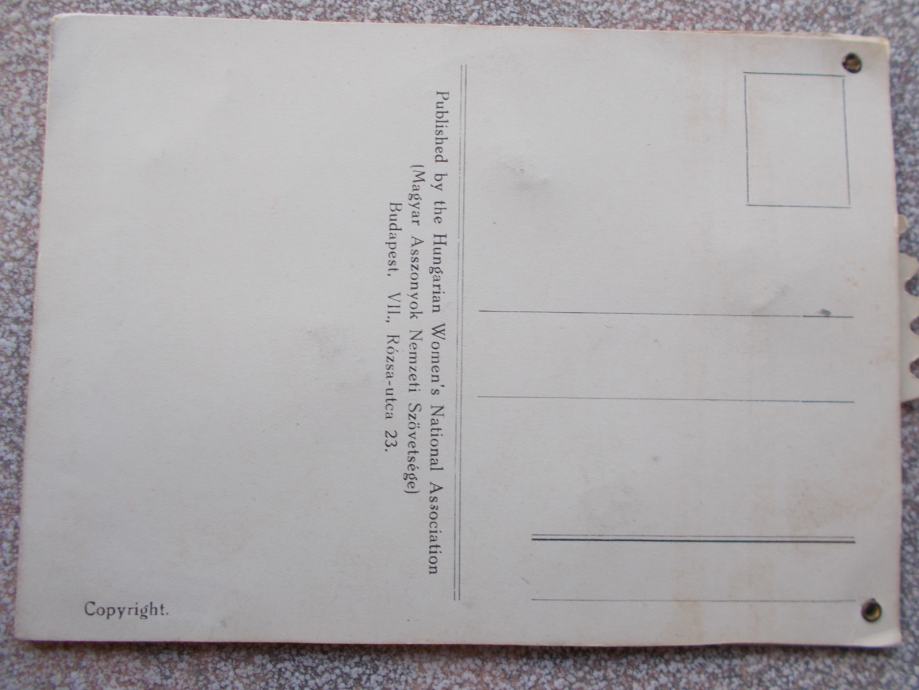 Published by the Hungarian Women's National Association
(Magyar Asszonyok Nemzeti Szövetsége)
Budapest, VII., Rózsa-utca 23.
Copyright.